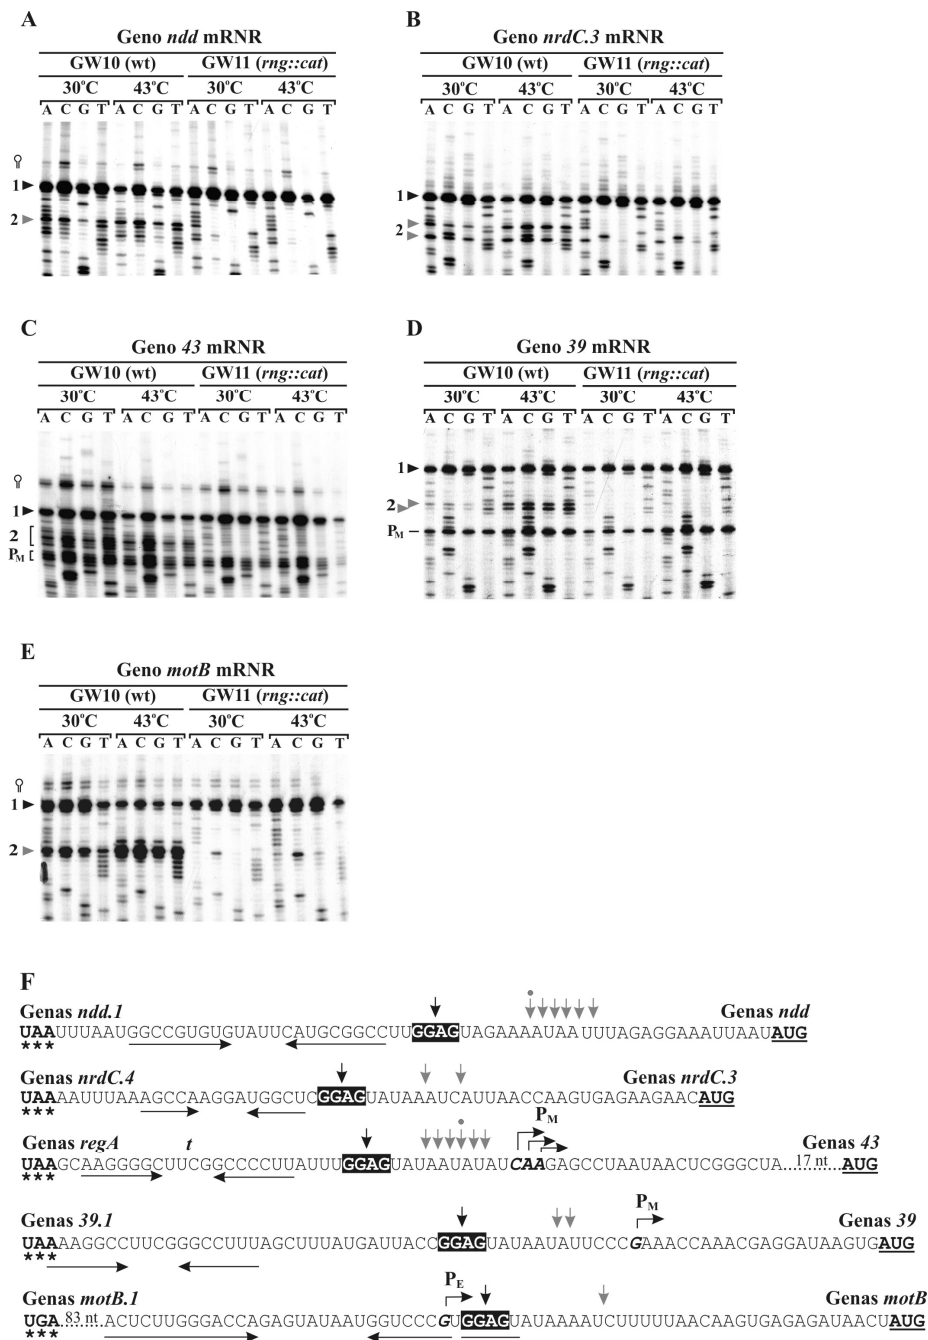 A
Geno ndd mRNR
GW10 (wt) GW11 (rng::cat)
30°C 43°C 30°C 43°C
A C G T A C G T A C G T A C G T
1
2
B
Geno nrdC.3 mRNR
GW10 (wt) GW11 (rng::cat)
30°C 43°C 30°C 43°C
A C G T A C G T A C G T A C G T
1
2
C
Geno 43 mRNR
GW10 (wt) GW11 (rng::cat)
30°C 43°C 30°C 43°C
A C G T A C G T A C G T A C G T
1
2
PM
D
Geno 39 mRNR
GW10 (wt) GW11 (rng::cat)
30°C 43°C 30°C 43°C
A C G T A C G T A C G T A C G T
1
2
PM
E
Geno motB mRNR
GW10 (wt) GW11 (rng::cat)
30°C 43°C 30°C 43°C
A C G T A C G T A C G T A C G T
1
2
F
Genas ndd.1 Genas ndd
UAAUUUAAUGGCCGUGUGUAUUCAUGCGGCCUUGGAGUAGAAAAUAAUUUAGAGGAAAUUAAUAUG
***
Genas nrdC.4 Genas nrdC.3
UAAAAUUUAAAGCCAAGGAUGGCUCGGAGUAUAAAUCAUUAACCAAGUGAGAAGAACAUG
***
PM
Genas regA t Genas 43
UAAGCAAGGGGCUUCGGCCCCUUAUUUGGAGUAUAAUAUAUCAAGAGCCUAAUAACUCGGGCUA......17 nt......AUG
***
PM
Genas 39.1 Genas 39
UAAAAGGCCUUCGGGCCUUUAGCUUUAUGAUUACCGGAGUAUAAUAUUCCCGAAACCAAACGAGGAUAAGUGAUG
***
PE
Genas motB.1 Genas motB
UGA..83 nt......ACUCUUGGGACCAGAGUAUAAUGGUCCCGUGGAGUAUAAAAUCUUUUUAACAAGUGAGAGAUAACUAUG
***